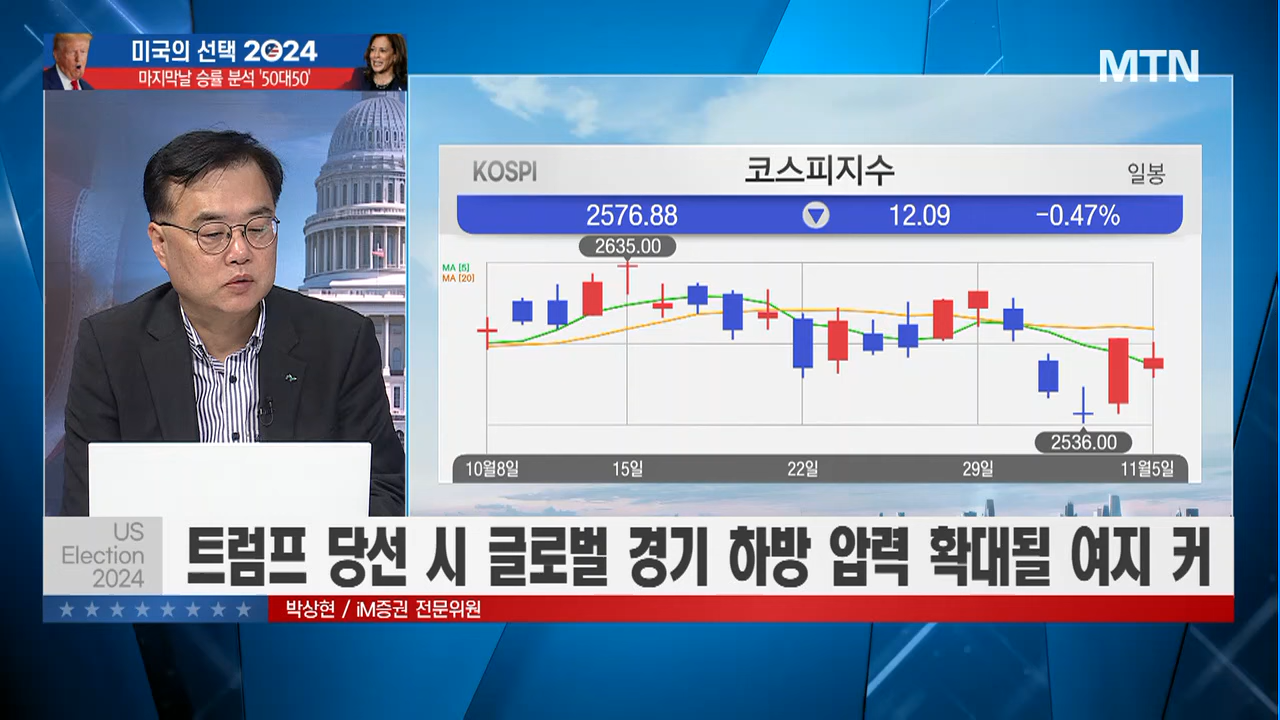 미국의 선택 2024
마지막날 승률 분석 '50대50'
MTN
KOSPI
코스피지수
일봉
2576.88
12.09
-0.47%
2635.00
MA [5]
MA [20]
2536.00
10월8일
15일
22일
29일
11월5일
US
Election
2024
트럼프 당선 시 글로벌 경기 하방 압력 확대될 여지 커
박상현 / iM증권 전문위원